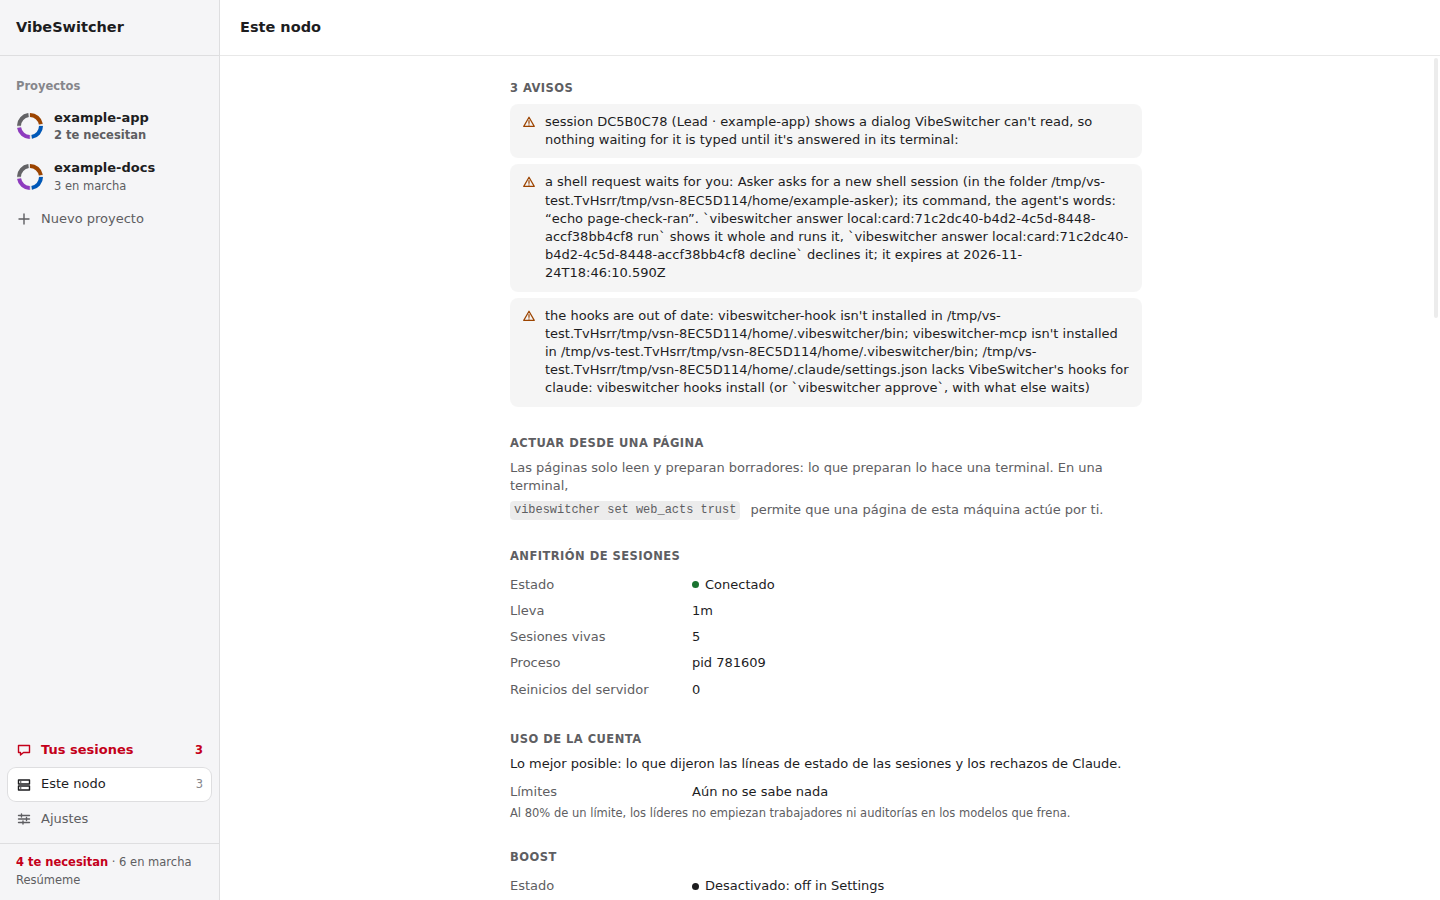 VibeSwitcher
Este nodo
Proyectos
example-app
2 te necesitan
example-docs
3 en marcha
Nuevo proyecto
Tus sesiones 3
Este nodo 3
Ajustes
4 te necesitan · 6 en marcha
Resúmeme
3 AVISOS
session DC5B0C78 (Lead · example-app) shows a dialog VibeSwitcher can't read, so
nothing waiting for it is typed until it's answered in its terminal:
a shell request waits for you: Asker asks for a new shell session (in the folder /tmp/vs-
test.TvHsrr/tmp/vsn-8EC5D114/home/example-asker); its command, the agent's words:
“echo page-check-ran”. `vibeswitcher answer local:card:71c2dc40-b4d2-4c5d-8448-
accf38bb4cf8 run` shows it whole and runs it, `vibeswitcher answer local:card:71c2dc40-
b4d2-4c5d-8448-accf38bb4cf8 decline` declines it; it expires at 2026-11-
24T18:46:10.590Z
the hooks are out of date: vibeswitcher-hook isn't installed in /tmp/vs-
test.TvHsrr/tmp/vsn-8EC5D114/home/.vibeswitcher/bin; vibeswitcher-mcp isn't installed
in /tmp/vs-test.TvHsrr/tmp/vsn-8EC5D114/home/.vibeswitcher/bin; /tmp/vs-
test.TvHsrr/tmp/vsn-8EC5D114/home/.claude/settings.json lacks VibeSwitcher's hooks for
claude: vibeswitcher hooks install (or `vibeswitcher approve`, with what else waits)
ACTUAR DESDE UNA PÁGINA
Las páginas solo leen y preparan borradores: lo que preparan lo hace una terminal. En una
terminal,
vibeswitcher set web_acts trust permite que una página de esta máquina actúe por ti.
ANFITRIÓN DE SESIONES
Estado Conectado
Lleva 1m
Sesiones vivas 5
Proceso pid 781609
Reinicios del servidor 0
USO DE LA CUENTA
Lo mejor posible: lo que dijeron las líneas de estado de las sesiones y los rechazos de Claude.
Límites Aún no se sabe nada
Al 80% de un límite, los líderes no empiezan trabajadores ni auditorías en los modelos que frena.
BOOST
Estado Desactivado: off in Settings